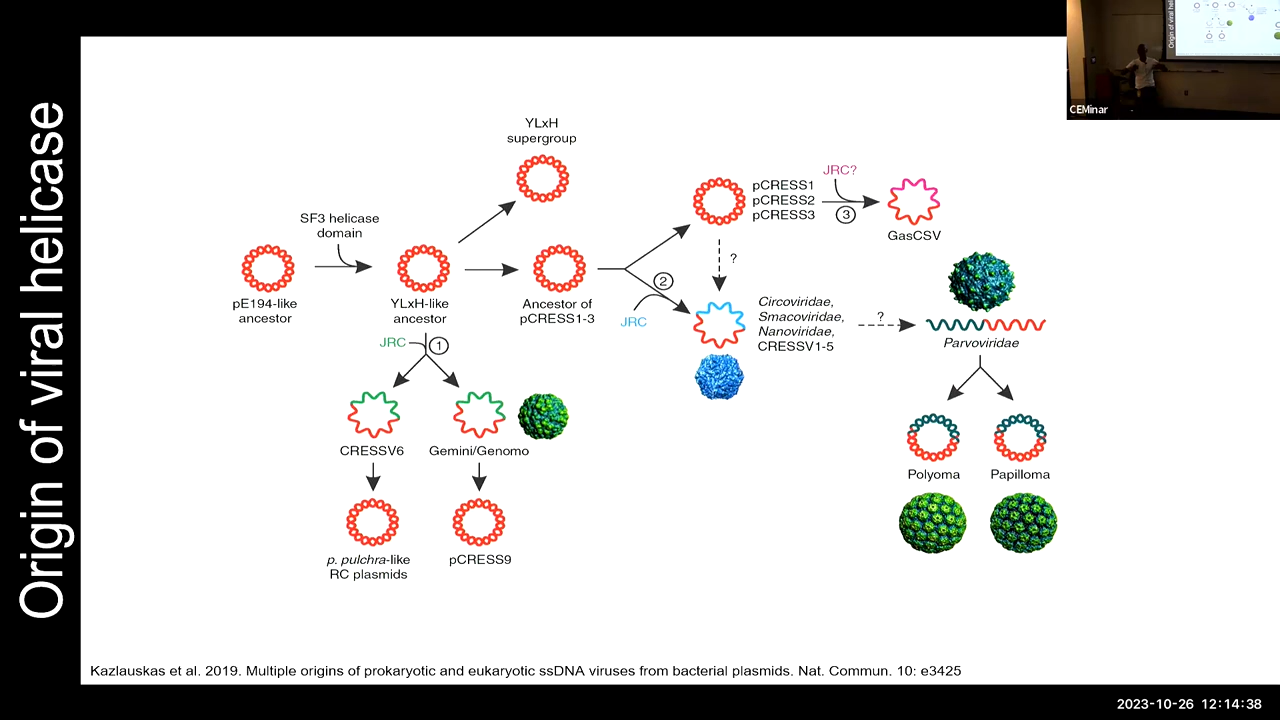 Origin of viral helicase
CEMinar
YLxH
supergroup
SF3 helicase
domain
pE194-like
ancestor
YLxH-like
ancestor
Ancestor of
pCRESS1-3
pCRESS1
pCRESS2
pCRESS3
JRC?
3
GasCSV
?
2
JRC
Circoviridae,
Smacoviridae,
Nanoviridae,
CRESSV1-5
?
Parvoviridae
JRC
1
CRESSV6
Gemini/Genomo
Polyoma
Papilloma
p. pulchra-like
RC plasmids
pCRESS9
Kazlauskas et al. 2019. Multiple origins of prokaryotic and eukaryotic ssDNA viruses from bacterial plasmids. Nat. Commun. 10: e3425
2023-10-26 12:14:38